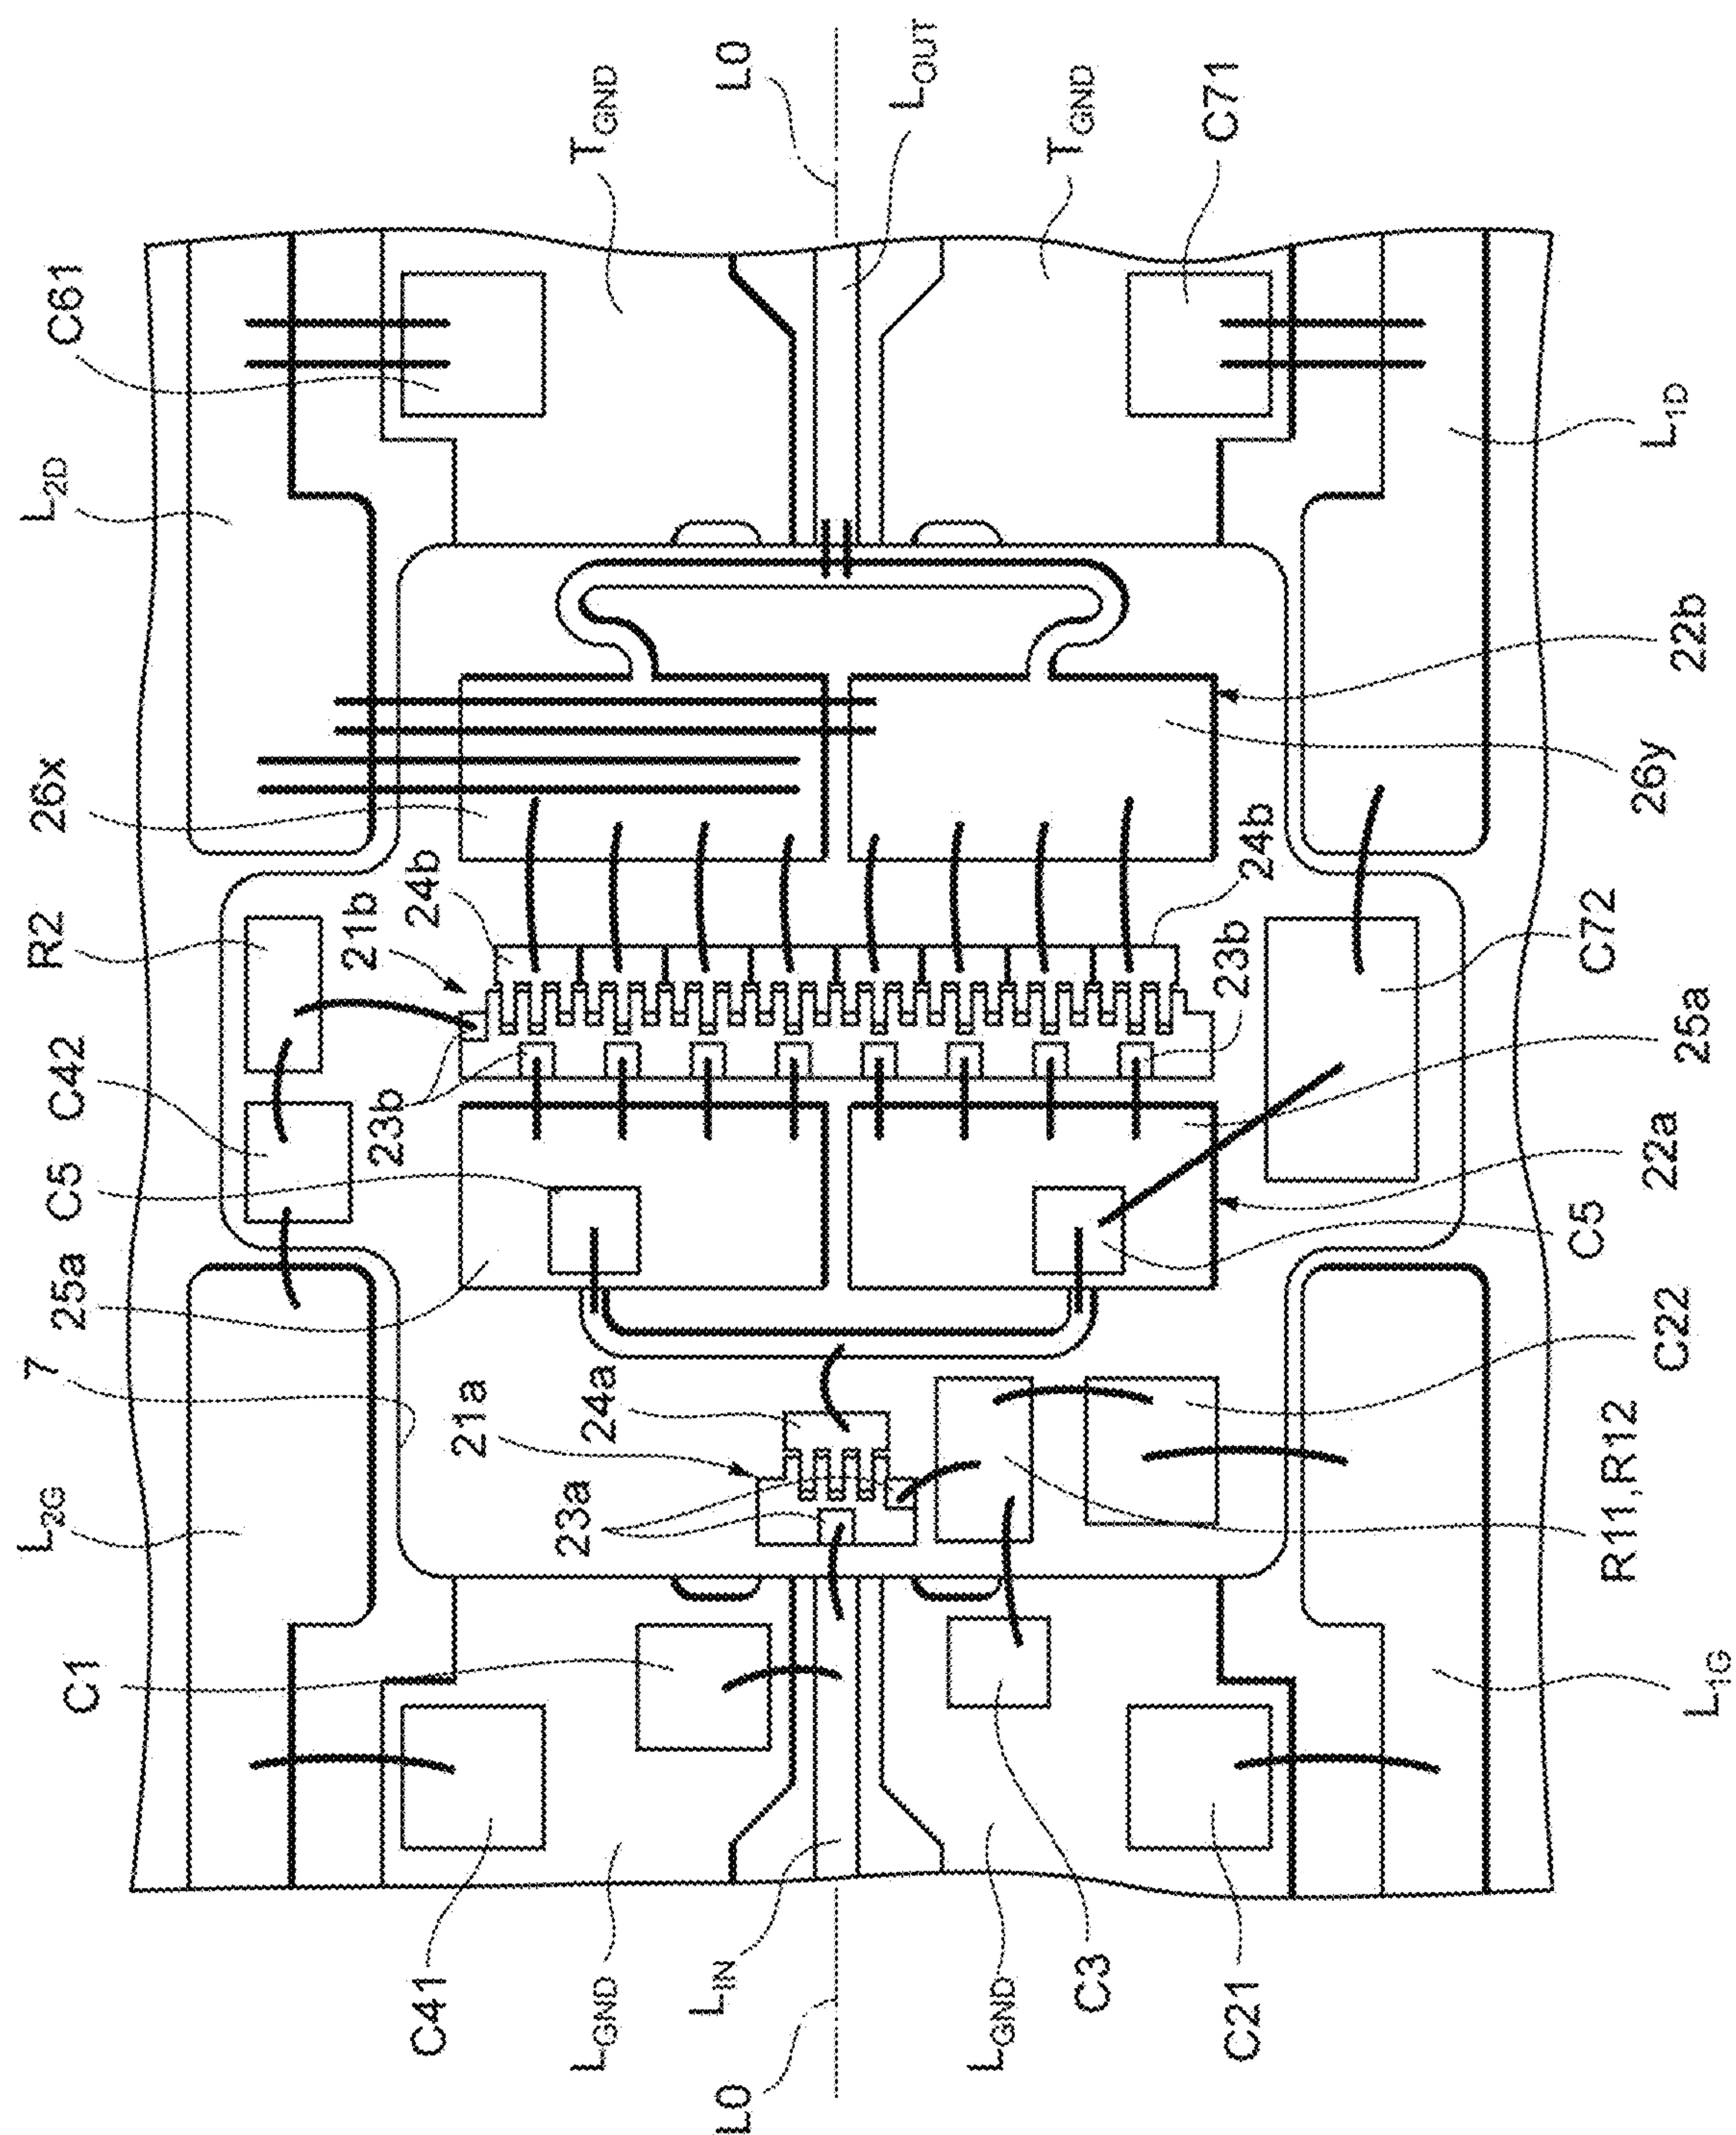 L2G
7
25a
C5
C42
R2
26x
L2D
C61
C1
23b
21b
24b
21a
24a
23a
C41
LGND
TGND
L0
LIN
L0
LOUT
LGND
C3
TGND
C21
C71
24b
23b
R11,R12
C22
C5
C72
22a
25a
26y
22b
L1G
L1D